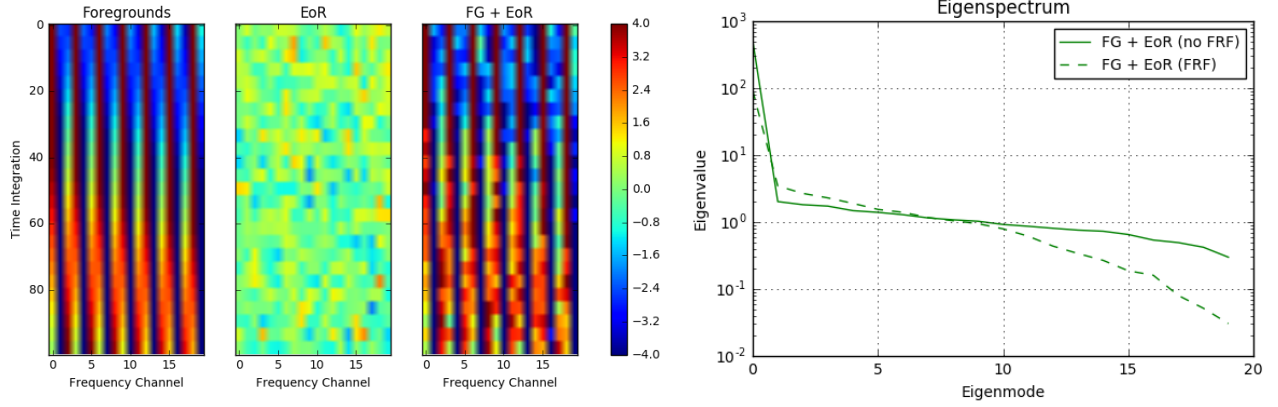 Foregrounds
EoR
FG + EoR
Eigenspectrum
Time Integration
0
20
40
60
80
0 5 10 15
0 5 10 15
0 5 10 15
Frequency Channel
Frequency Channel
Frequency Channel
4.0
3.2
2.4
1.6
0.8
0.0
−0.8
−1.6
−2.4
−3.2
−4.0
Eigenvalue
10³
10²
10¹
10⁰
10⁻¹
10⁻²
FG + EoR (no FRF)
FG + EoR (FRF)
0 5 10 15 20
Eigenmode